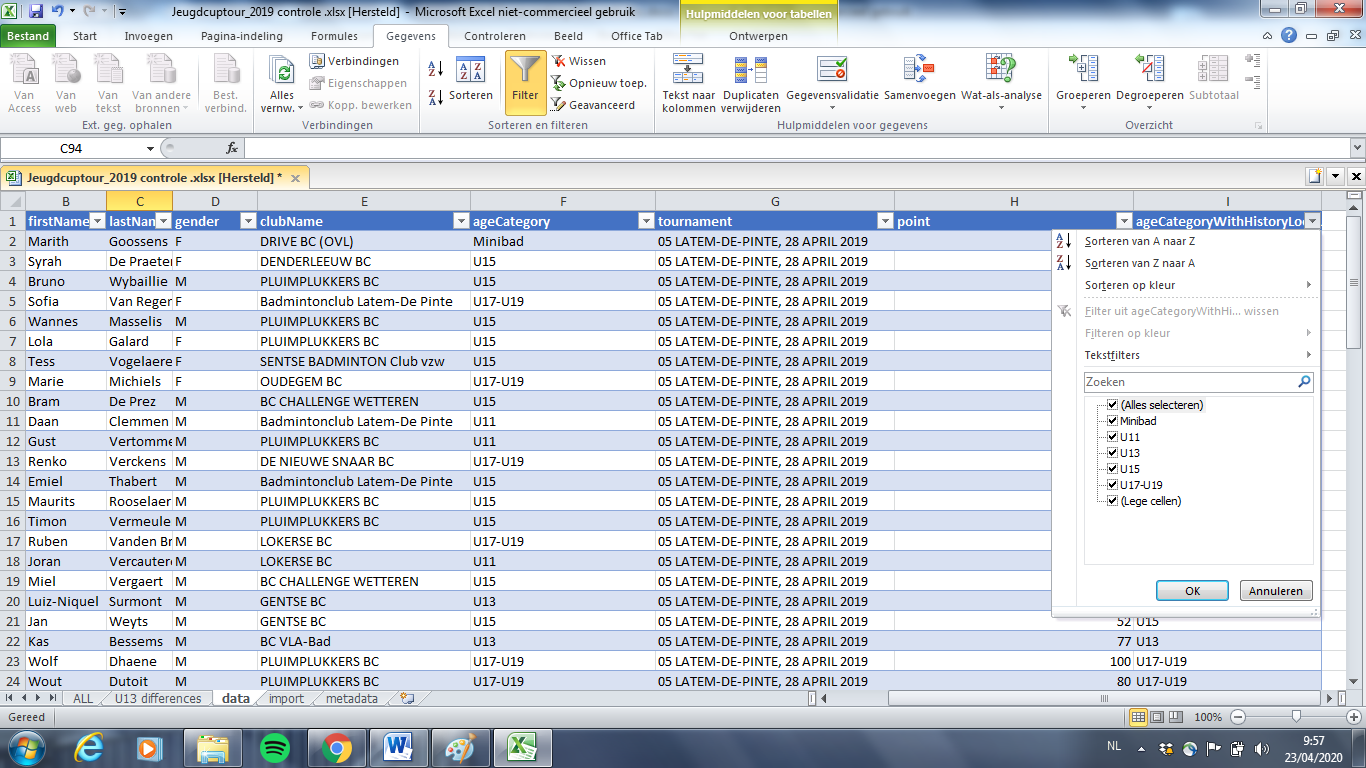 Jeugdcuptour_2019 controle .xlsx [Hersteld] - Microsoft Excel niet-commercieel gebruik
Hulpmiddelen voor tabellen
Bestand Start Invoegen Pagina-indeling Formules Gegevens Controleren Beeld Office Tab Ontwerpen
Van Access
Van web
Van tekst
Van andere bronnen
Best. verbind.
Ext. geg. ophalen
Alles vernw.
Verbindingen
Eigenschappen
Kopp. bewerken
Verbindingen
Sorteren
Filter
Wissen
Opnieuw toep.
Geavanceerd
Sorteren en filteren
Tekst naar kolommen
Duplicaten verwijderen
Gegevensvalidatie
Samenvoegen
Wat-als-analyse
Hulpmiddelen voor gegevens
Groeperen
Degroeperen
Subtotaal
Overzicht
C94 fx
Jeugdcuptour_2019 controle .xlsx [Hersteld] *
B C D E F G H I
1 firstName lastNam gender clubName ageCategory tournament point ageCategoryWithHistoryLoo
2 Marith Goossens F DRIVE BC (OVL) Minibad 05 LATEM-DE-PINTE, 28 APRIL 2019
3 Syrah De Praeter F DENDERLEEUW BC U15 05 LATEM-DE-PINTE, 28 APRIL 2019
4 Bruno Wybaillie M PLUIMPLUKKERS BC U15 05 LATEM-DE-PINTE, 28 APRIL 2019
5 Sofia Van Reger F Badmintonclub Latem-De Pinte U17-U19 05 LATEM-DE-PINTE, 28 APRIL 2019
6 Wannes Masselis M PLUIMPLUKKERS BC U15 05 LATEM-DE-PINTE, 28 APRIL 2019
7 Lola Galard F PLUIMPLUKKERS BC U15 05 LATEM-DE-PINTE, 28 APRIL 2019
8 Tess Vogelaere F SENTSE BADMINTON Club vzw U15 05 LATEM-DE-PINTE, 28 APRIL 2019
9 Marie Michiels F OUDEGEM BC U17-U19 05 LATEM-DE-PINTE, 28 APRIL 2019
10 Bram De Prez M BC CHALLENGE WETTEREN U15 05 LATEM-DE-PINTE, 28 APRIL 2019
11 Daan Clemmen M Badmintonclub Latem-De Pinte U11 05 LATEM-DE-PINTE, 28 APRIL 2019
12 Gust Vertomme M PLUIMPLUKKERS BC U11 05 LATEM-DE-PINTE, 28 APRIL 2019
13 Renko Verckens M DE NIEUWE SNAAR BC U17-U19 05 LATEM-DE-PINTE, 28 APRIL 2019
14 Emiel Thabert M Badmintonclub Latem-De Pinte U15 05 LATEM-DE-PINTE, 28 APRIL 2019
15 Maurits Rooselaer M PLUIMPLUKKERS BC U15 05 LATEM-DE-PINTE, 28 APRIL 2019
16 Timon Vermeule M PLUIMPLUKKERS BC U15 05 LATEM-DE-PINTE, 28 APRIL 2019
17 Ruben Vanden Br M LOKERSE BC U17-U19 05 LATEM-DE-PINTE, 28 APRIL 2019
18 Joran Vercautere M LOKERSE BC U11 05 LATEM-DE-PINTE, 28 APRIL 2019
19 Miel Vergaert M BC CHALLENGE WETTEREN U15 05 LATEM-DE-PINTE, 28 APRIL 2019
20 Luiz-Niquel Surmont M GENTSE BC U13 05 LATEM-DE-PINTE, 28 APRIL 2019
21 Jan Weyts M GENTSE BC U15 05 LATEM-DE-PINTE, 28 APRIL 2019 52 U15
22 Kas Bessems M BC VLA-Bad U13 05 LATEM-DE-PINTE, 28 APRIL 2019 77 U13
23 Wolf Dhaene M PLUIMPLUKKERS BC U17-U19 05 LATEM-DE-PINTE, 28 APRIL 2019 100 U17-U19
24 Wout Dutoit M PLUIMPLUKKERS BC U17-U19 05 LATEM-DE-PINTE, 28 APRIL 2019 80 U17-U19
Sorteren van A naar Z
Sorteren van Z naar A
Sorteren op kleur
Filter uit ageCategoryWithHi... wissen
Filteren op kleur
Tekstfilters
Zoeken
(Alles selecteren)
Minibad
U11
U13
U15
U17-U19
(Lege cellen)
OK Annuleren
ALL U13 differences data import metadata
Gereed 100%
NL 9:57
23/04/2020